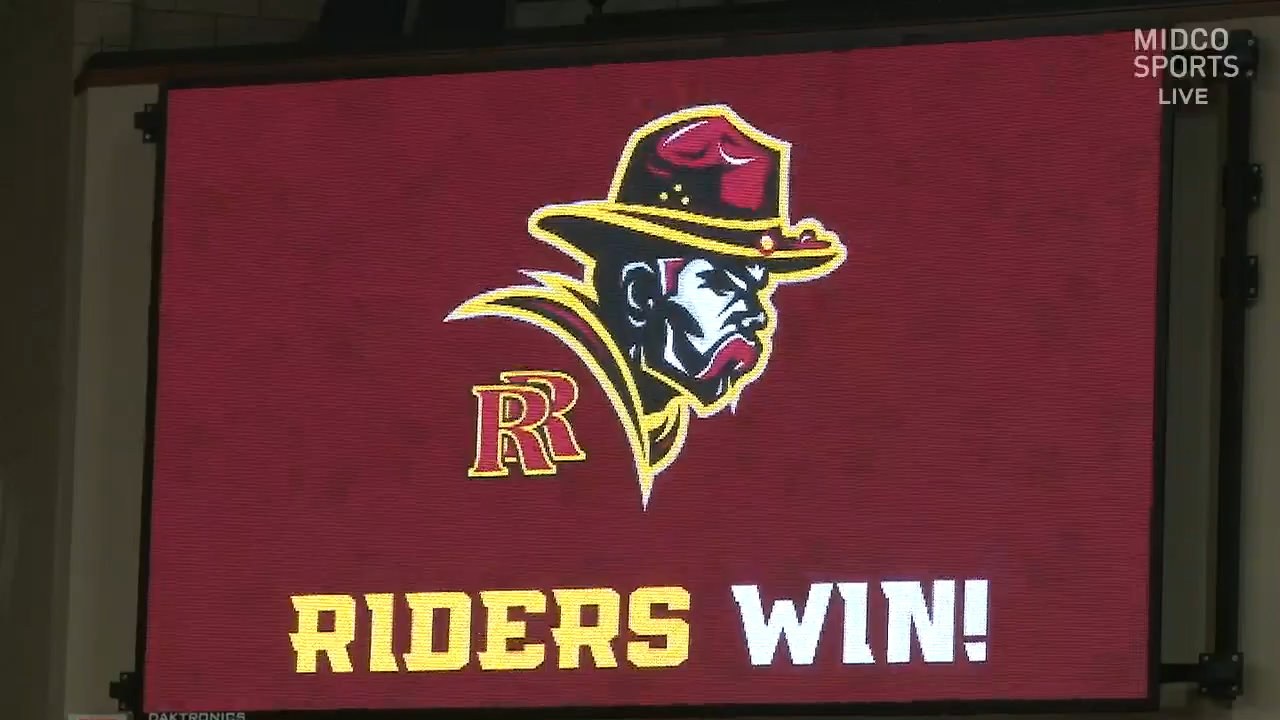 MIDCO
SPORTS
LIVE
RR
RIDERS WIN!
DAKTRONICS